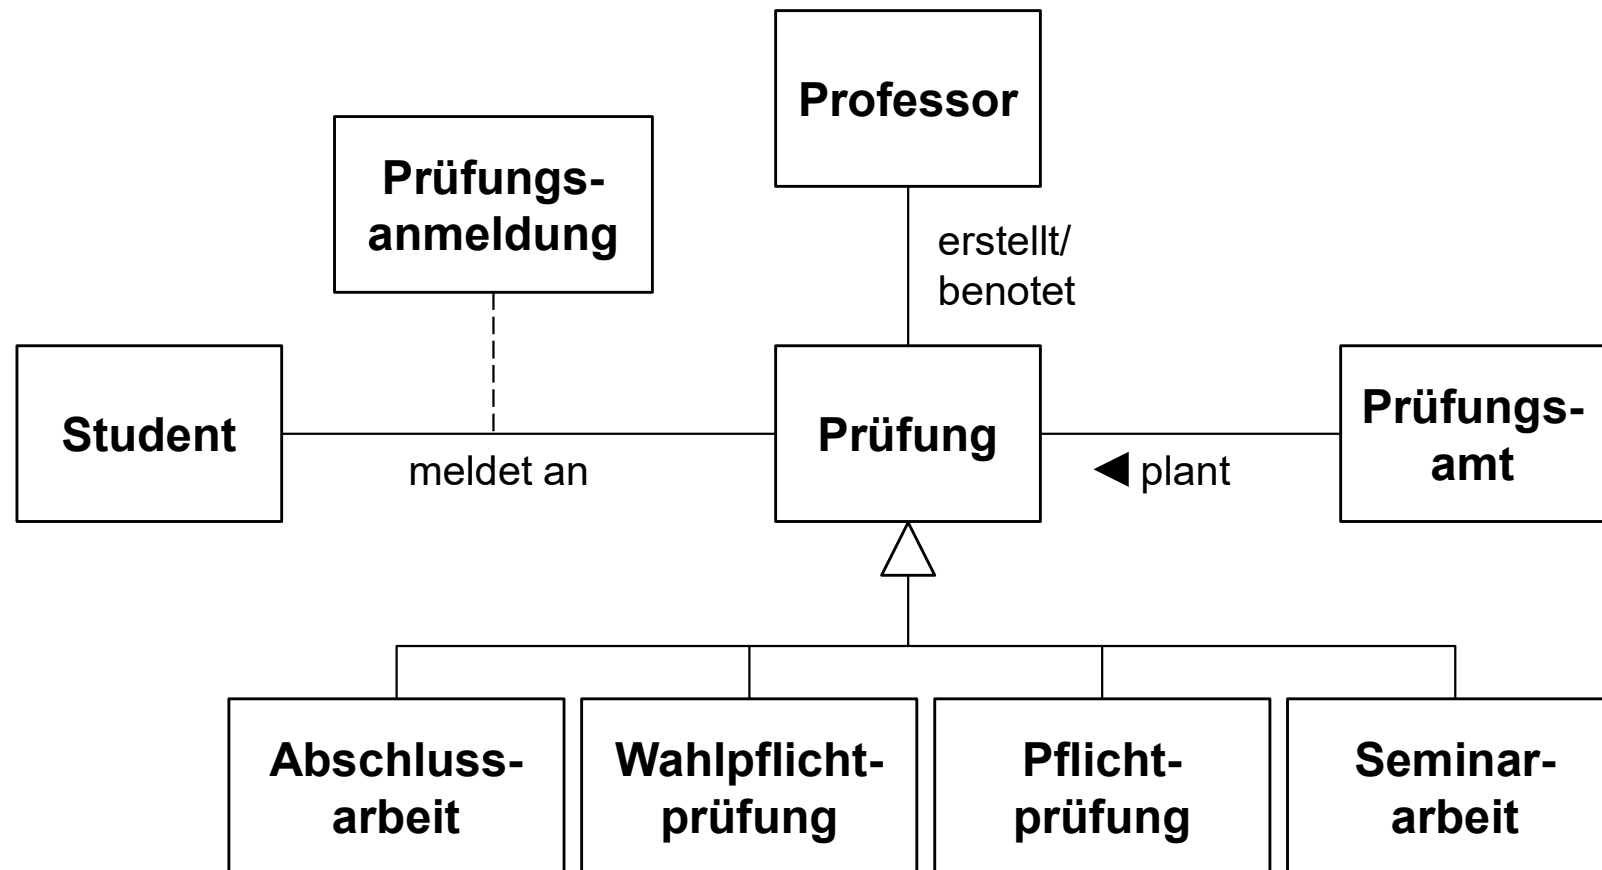 Professor
Prüfungs-
anmeldung
erstellt/
benotet
Student
meldet an
Prüfung
◀ plant
Prüfungs-
amt
Abschluss-
arbeit
Wahlpflicht-
prüfung
Pflicht-
prüfung
Seminar-
arbeit